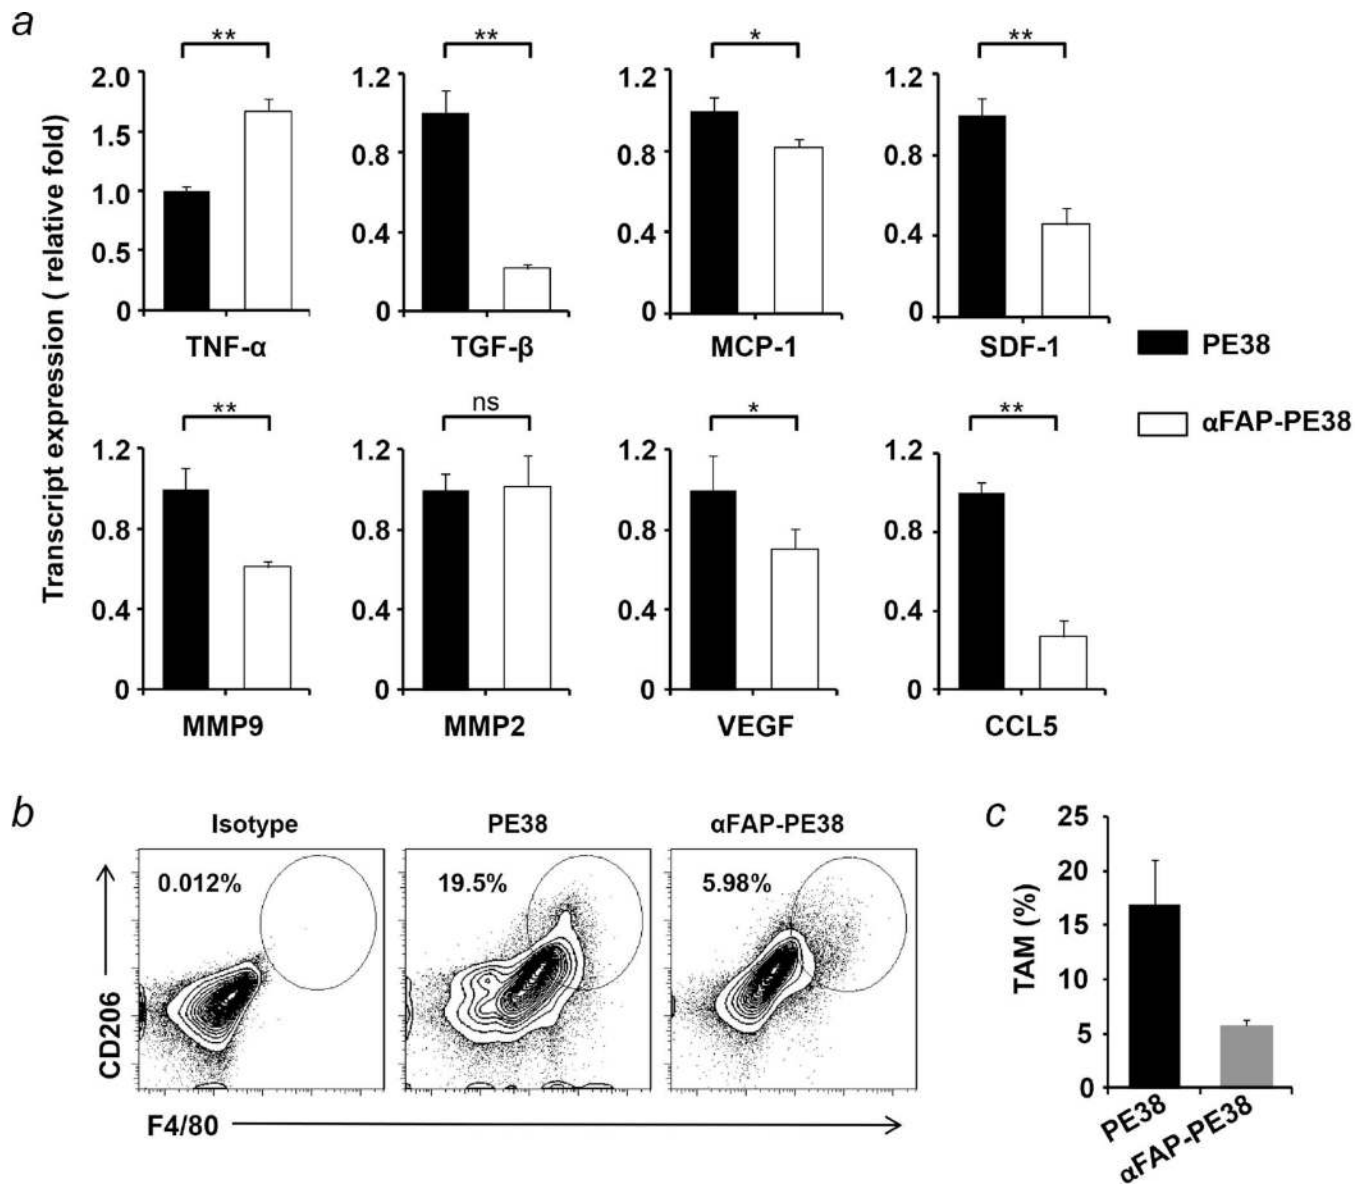 a
Transcript expression ( relative fold)
** ** * **
2.0 1.2 1.2 1.2
1.5 0.8 0.8 0.8
1.0 0.4 0.4 0.4
0.5 0 0 0
0
TNF-α TGF-β MCP-1 SDF-1
PE38
αFAP-PE38
** ns * **
1.2 1.2 1.2 1.2
0.8 0.8 0.8 0.8
0.4 0.4 0.4 0.4
0 0 0 0
MMP9 MMP2 VEGF CCL5
b
Isotype PE38 αFAP-PE38
0.012% 19.5% 5.98%
CD206
F4/80
c
TAM (%)
25
20
15
10
5
0
PE38
αFAP-PE38